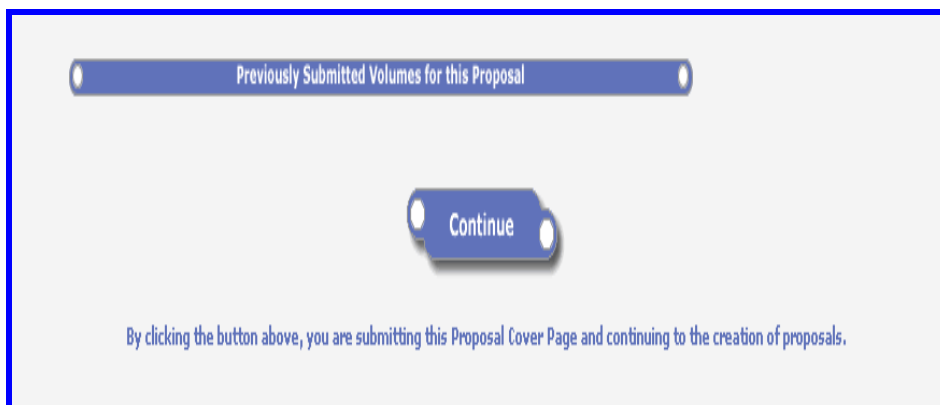 Previously Submitted Volumes for this Proposal
Continue
By clicking the button above, you are submitting this Proposal Cover Page and continuing to the creation of proposals.